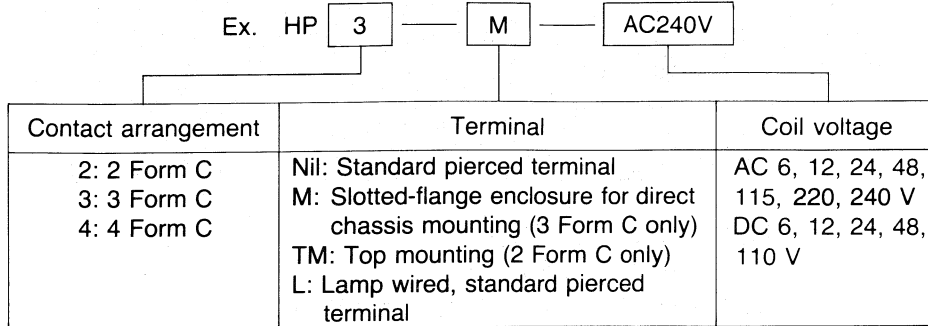 Ex. HP 3 M AC240V
Contact arrangement
2: 2 Form C
3: 3 Form C
4: 4 Form C
Terminal
Nil: Standard pierced terminal
M: Slotted-flange enclosure for direct
chassis mounting (3 Form C only)
TM: Top mounting (2 Form C only)
L: Lamp wired, standard pierced
terminal
Coil voltage
AC 6, 12, 24, 48,
115, 220, 240 V
DC 6, 12, 24, 48,
110 V